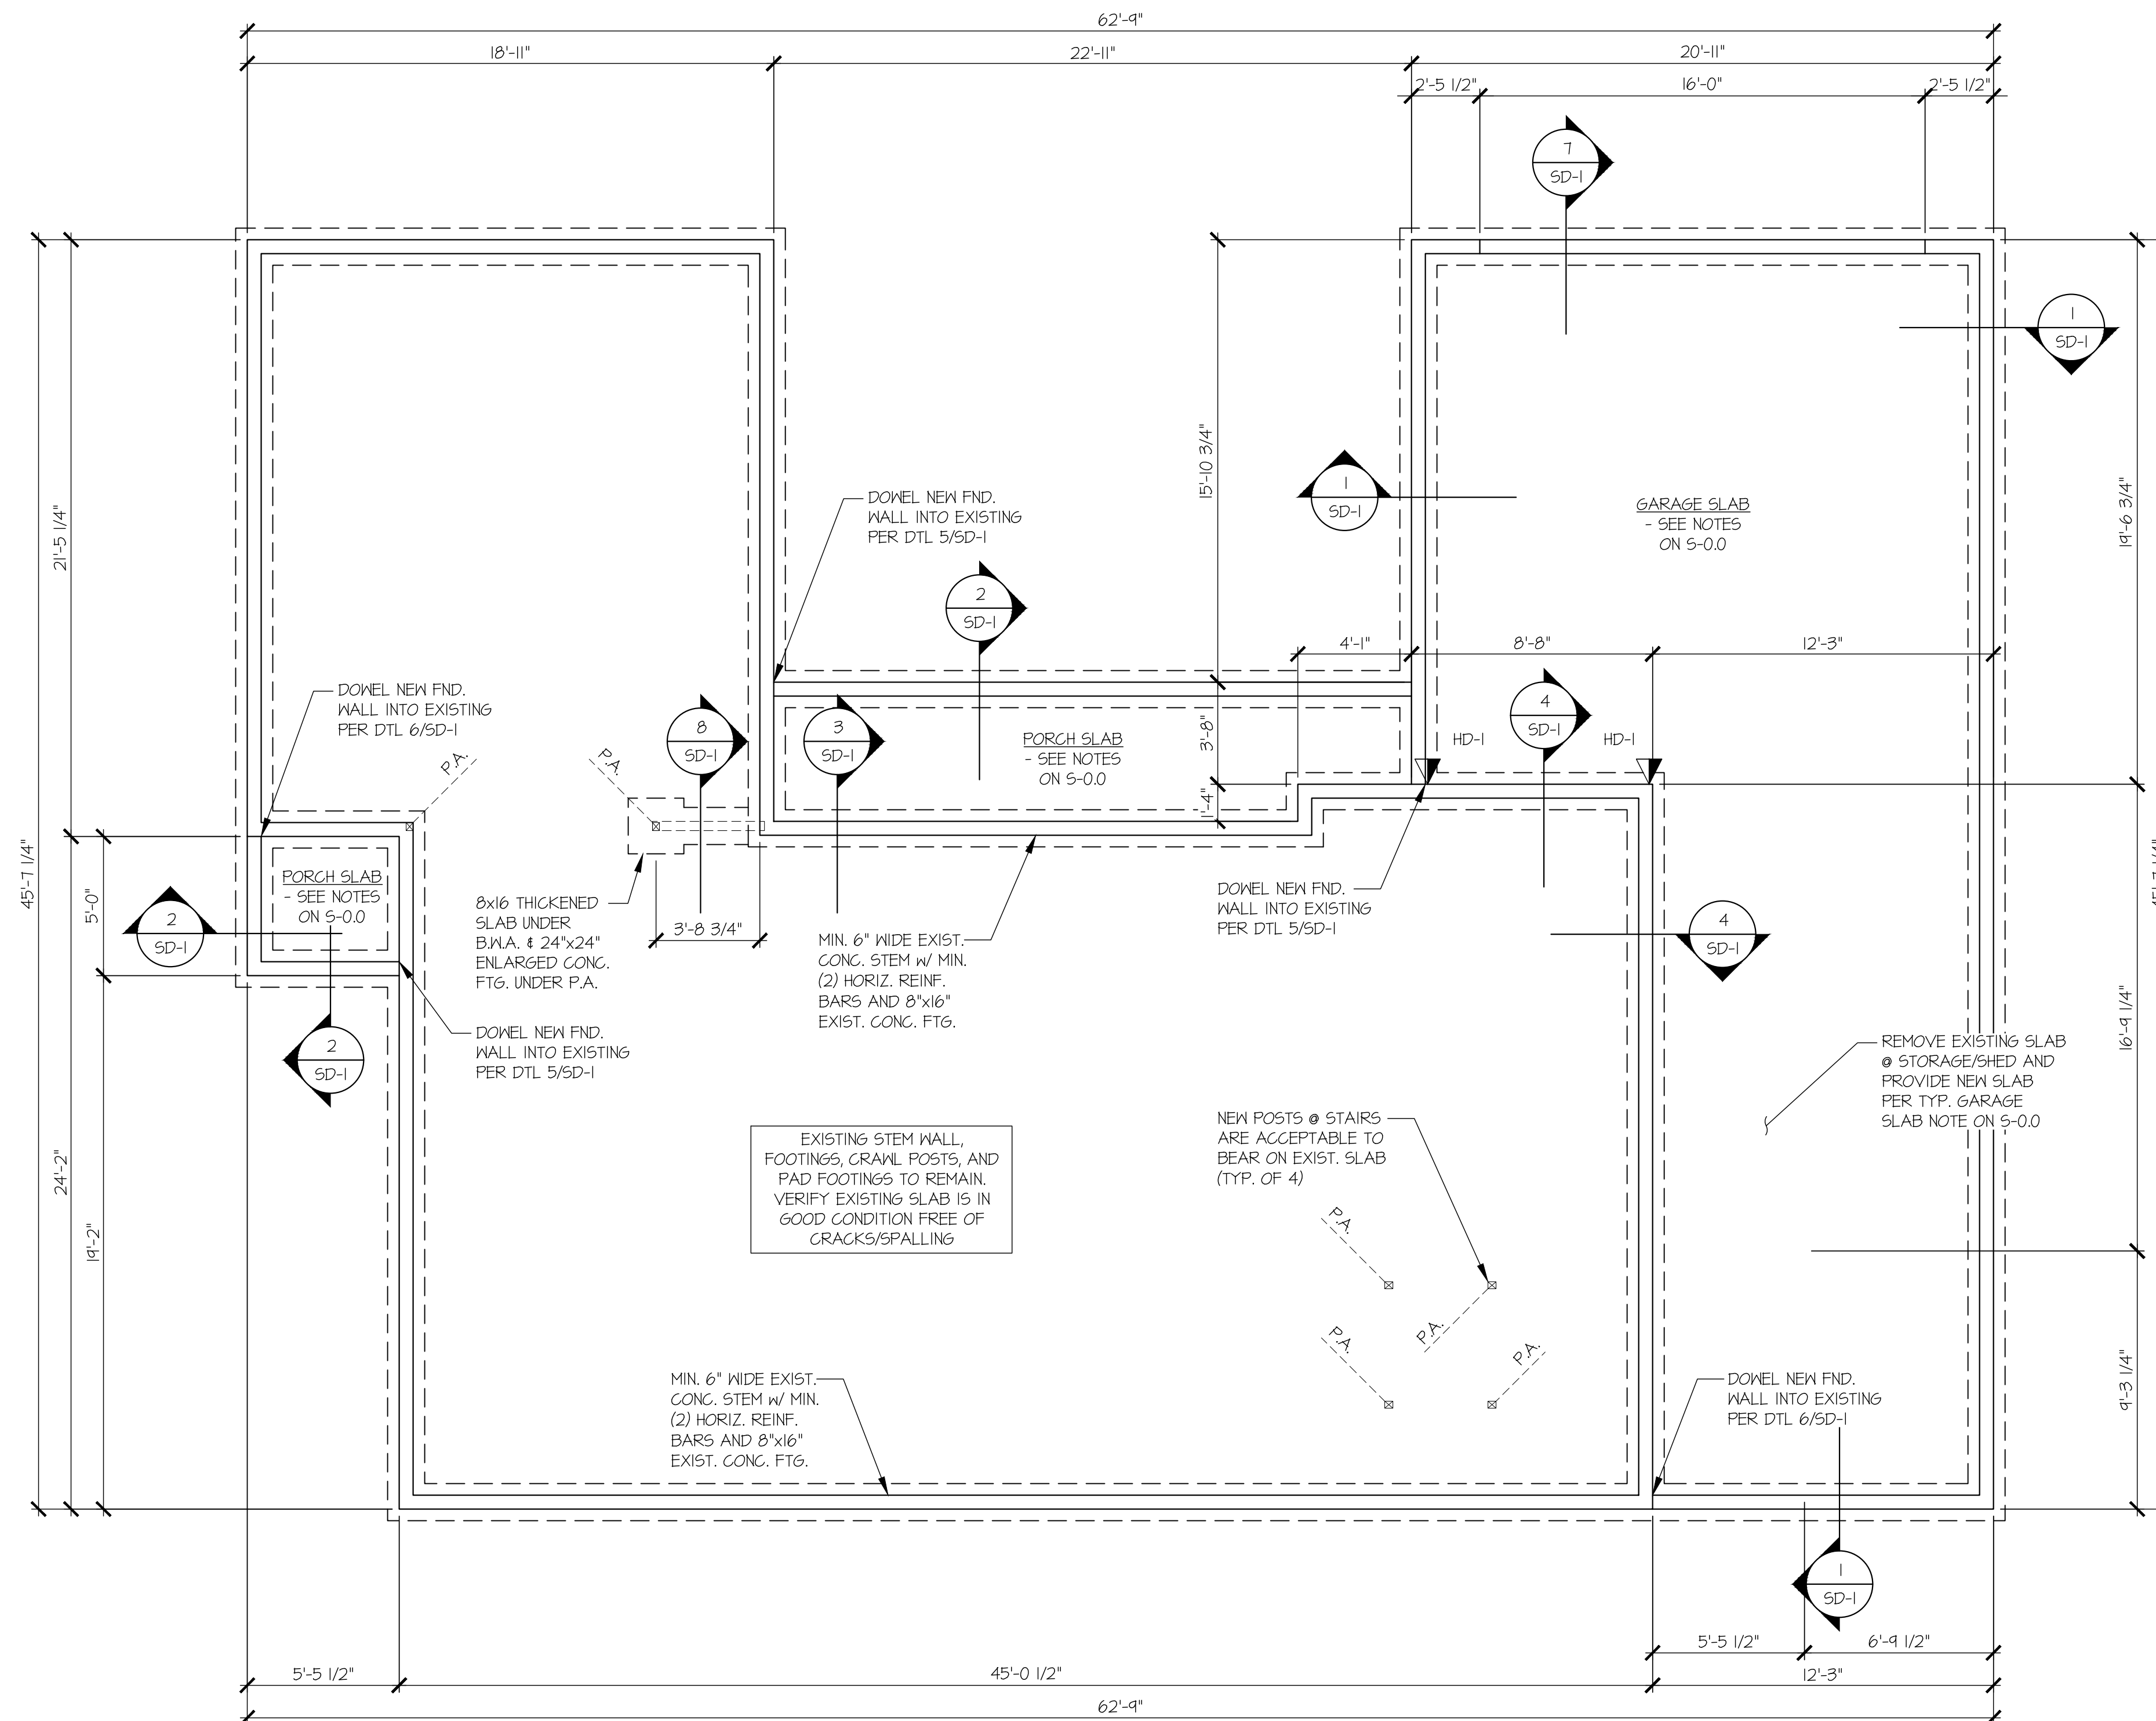 62'-9"
18'-11"
22'-11"
20'-11"
2'-5 1/2"
16'-0"
2'-5 1/2"
7
SD-1
1
SD-1
45'-7 1/4"
21'-5 1/4"
15'-10 3/4"
19'-6 3/4"
DOWEL NEW FND.
WALL INTO EXISTING
PER DTL 5/SD-1
1
SD-1
GARAGE SLAB
- SEE NOTES
ON S-0.0
2
SD-1
4'-1"
8'-8"
12'-3"
DOWEL NEW FND.
WALL INTO EXISTING
PER DTL 6/SD-1
P.A.
P.A.
8
SD-1
3
SD-1
PORCH SLAB
- SEE NOTES
ON S-0.0
3'-8"
1'-4"
HD-1
4
SD-1
HD-1
PORCH SLAB
- SEE NOTES
ON S-0.0
5'-0"
2
SD-1
8x16 THICKENED
SLAB UNDER
B.W.A. & 24"x24"
ENLARGED CONC.
FTG. UNDER P.A.
3'-8 3/4"
MIN. 6" WIDE EXIST.
CONC. STEM w/ MIN.
(2) HORIZ. REINF.
BARS AND 8"x16"
EXIST. CONC. FTG.
DOWEL NEW FND.
WALL INTO EXISTING
PER DTL 5/SD-1
4
SD-1
2
SD-1
DOWEL NEW FND.
WALL INTO EXISTING
PER DTL 5/SD-1
16'-9 1/4"
REMOVE EXISTING SLAB
@ STORAGE/SHED AND
PROVIDE NEW SLAB
PER TYP. GARAGE
SLAB NOTE ON S-0.0
24'-2"
19'-2"
EXISTING STEM WALL,
FOOTINGS, CRAWL POSTS, AND
PAD FOOTINGS TO REMAIN.
VERIFY EXISTING SLAB IS IN
GOOD CONDITION FREE OF
CRACKS/SPALLING
NEW POSTS @ STAIRS
ARE ACCEPTABLE TO
BEAR ON EXIST. SLAB
(TYP. OF 4)
P.A.
P.A.
P.A.
P.A.
9'-3 1/4"
MIN. 6" WIDE EXIST.
CONC. STEM w/ MIN.
(2) HORIZ. REINF.
BARS AND 8"x16"
EXIST. CONC. FTG.
DOWEL NEW FND.
WALL INTO EXISTING
PER DTL 6/SD-1
1
SD-1
5'-5 1/2"
6'-9 1/2"
5'-5 1/2"
45'-0 1/2"
12'-3"
62'-9"